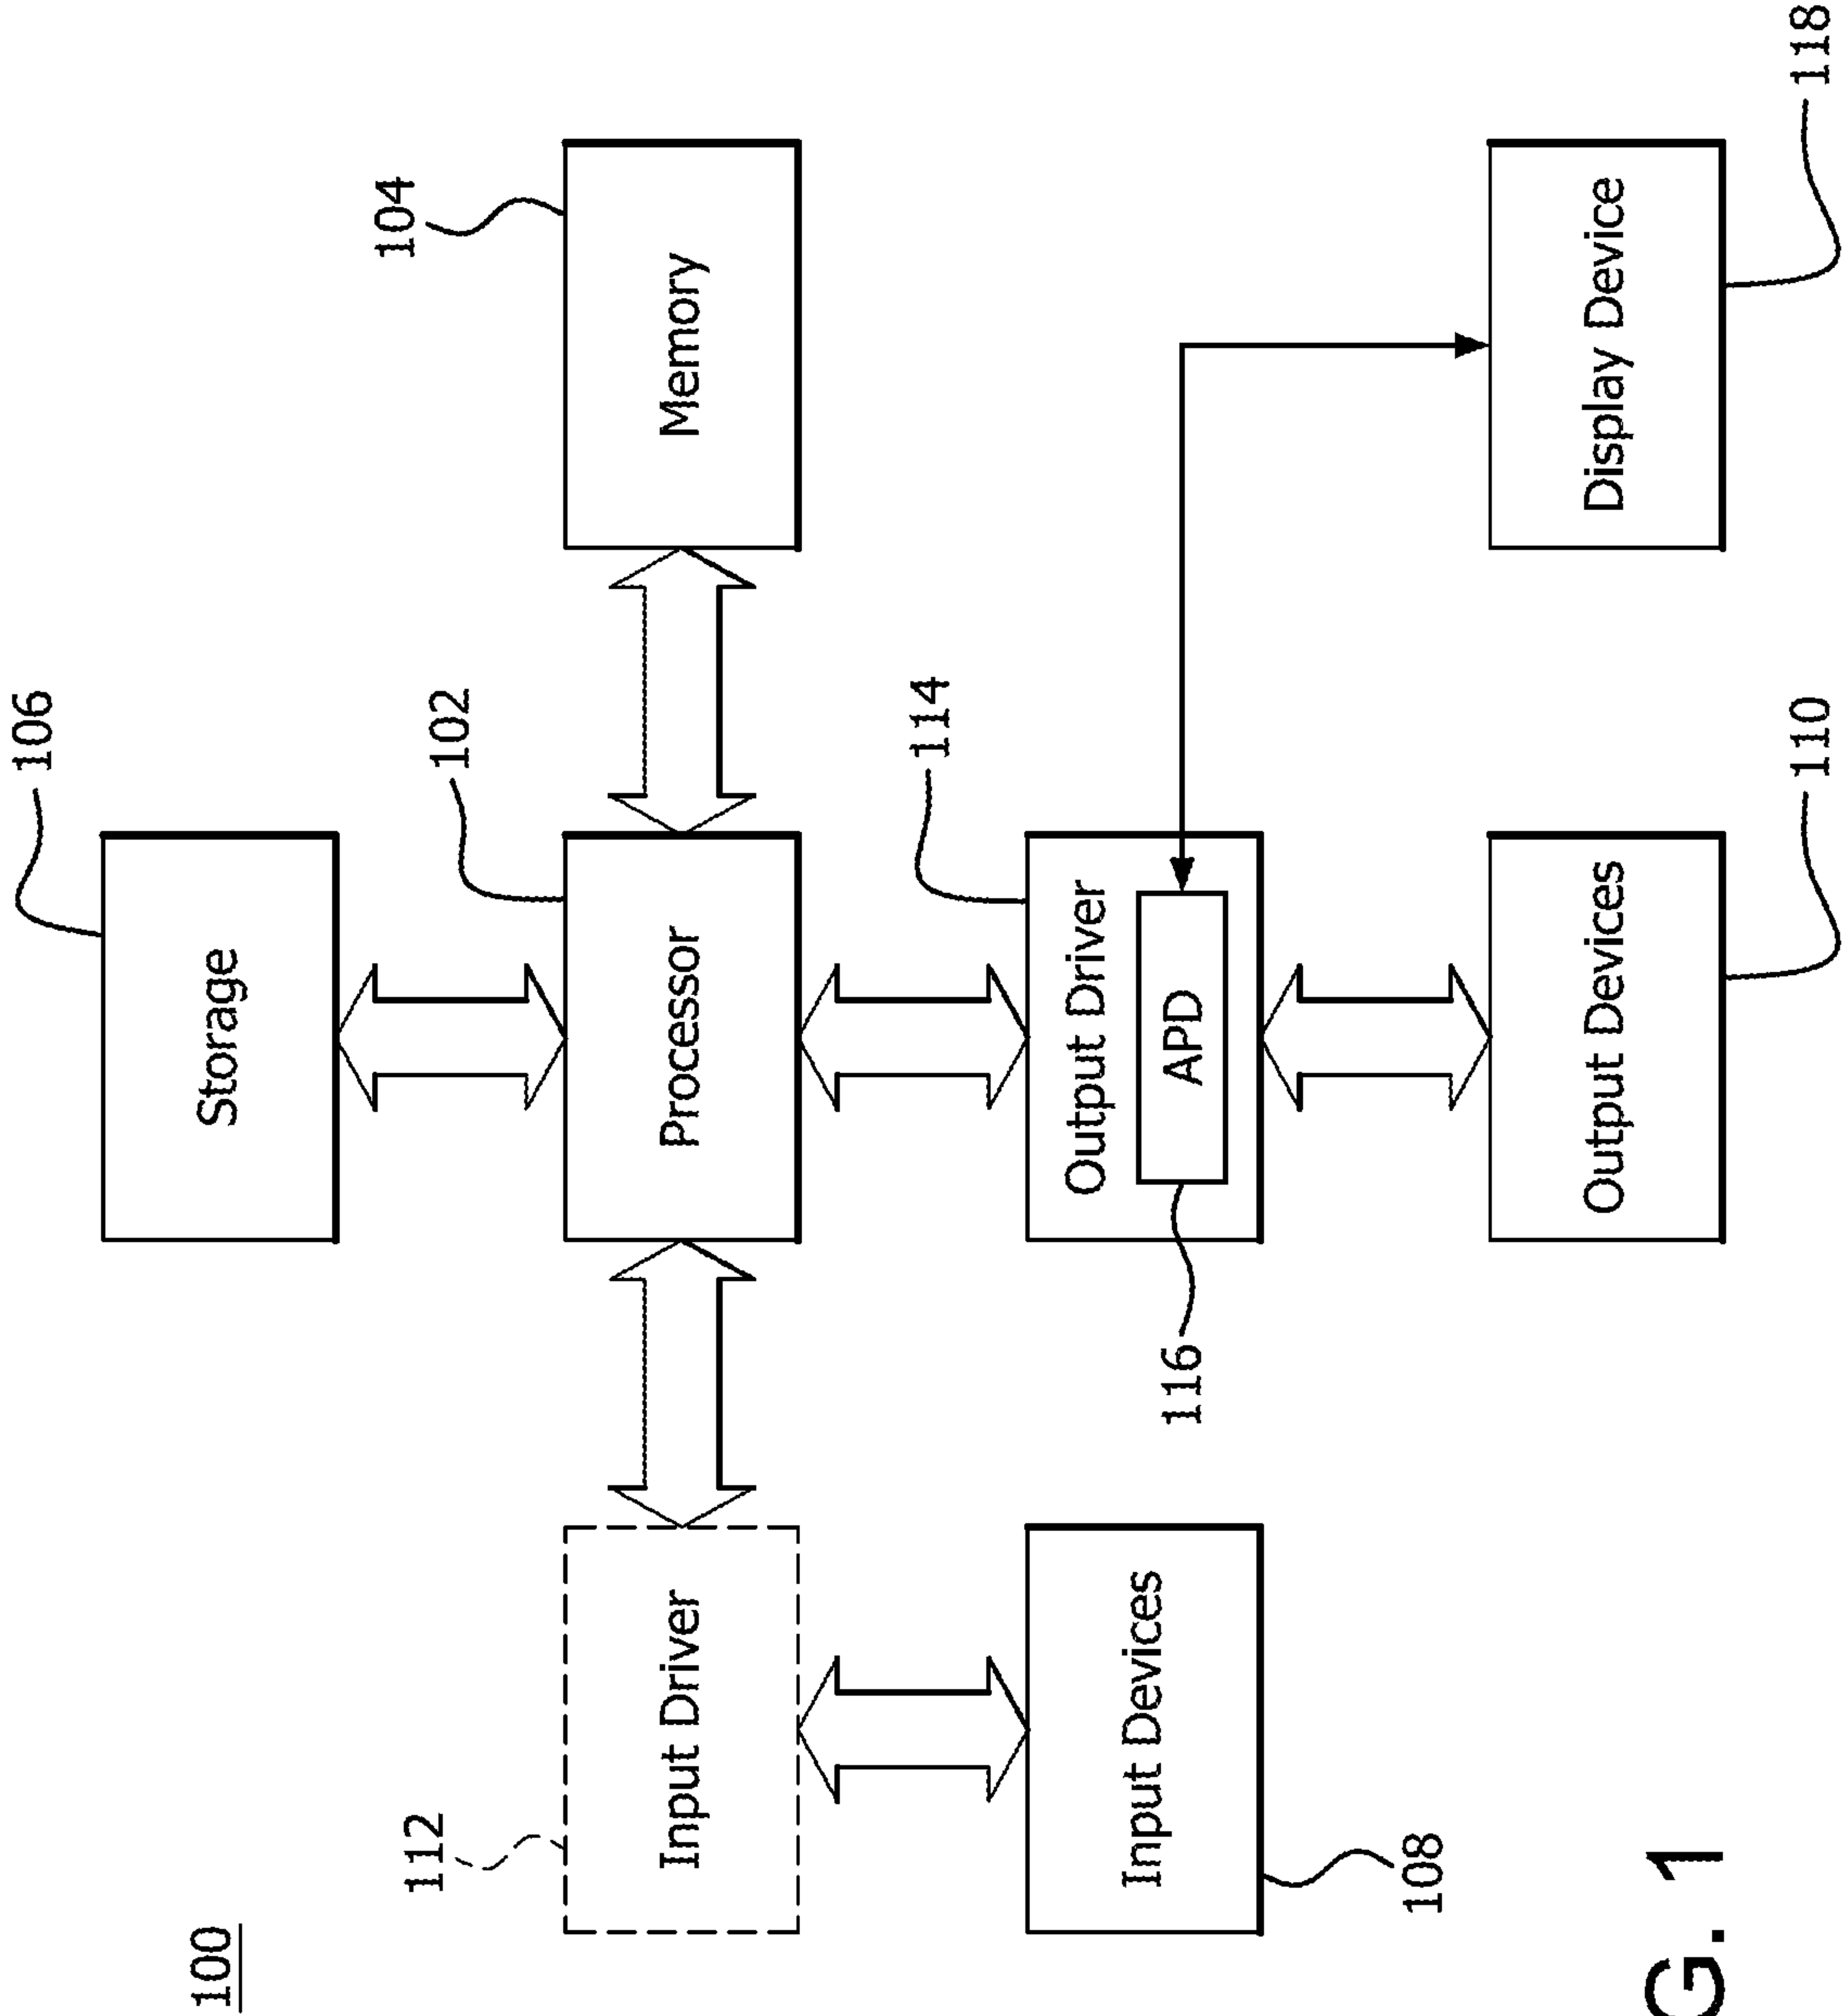 100
106
Storage
112
102
104
Input Driver
Processor
Memory
114
Input Devices
Output Driver
APD
108
116
Output Devices
Display Device
110
118
G. 1